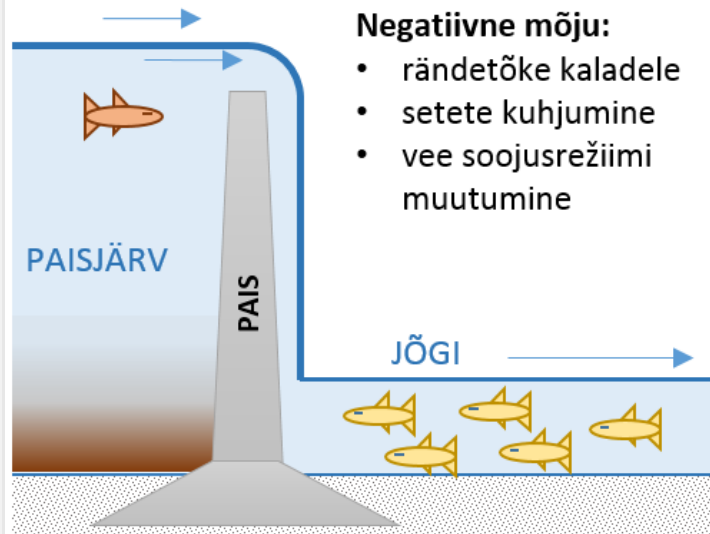 Negatiivne mõju:
• rändetõke kaladele
• setete kuhjumine
• vee soojusrežiimi
muutumine
PAISJÄRV
PAIS
JÕGI